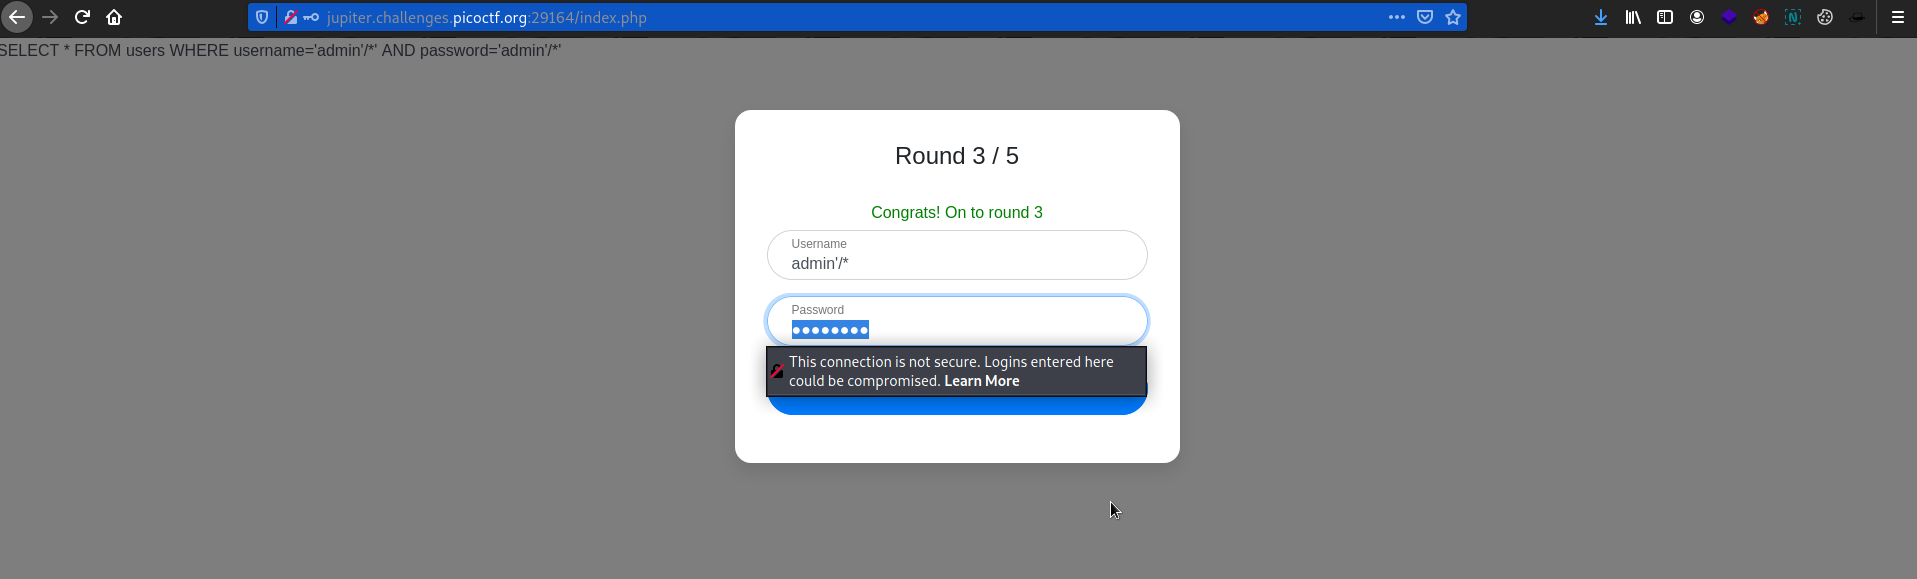 jupiter.challenges.picoctf.org:29164/index.php
SELECT * FROM users WHERE username='admin'/*' AND password='admin'/*'
Round 3 / 5
Congrats! On to round 3
Username
admin'/*
Password
••••••••
This connection is not secure. Logins entered here
could be compromised. Learn More